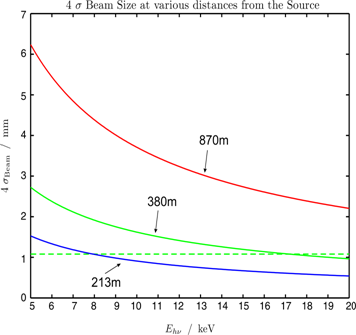 4 σ Beam Size at various distances from the Source
7
6
5
4
3
2
1
0
4 σBeam / mm
870m
380m
213m
5 6 7 8 9 10 11 12 13 14 15 16 17 18 19 20
Ehν / keV